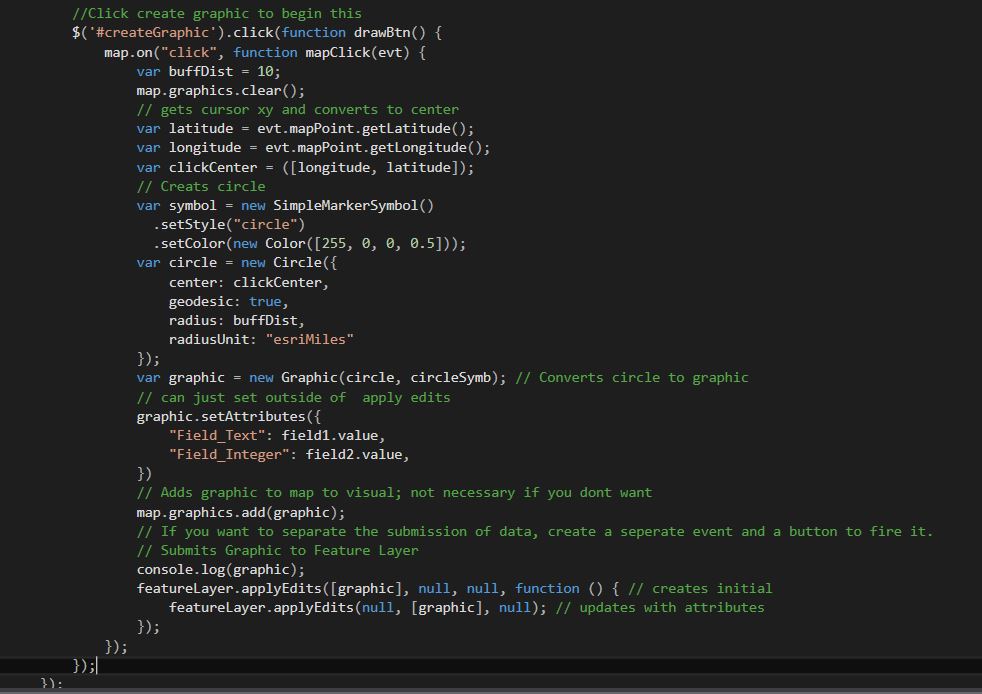 //Click create graphic to begin this
$('#createGraphic').click(function drawBtn() {
map.on("click", function mapClick(evt) {
var buffDist = 10;
map.graphics.clear();
// gets cursor xy and converts to center
var latitude = evt.mapPoint.getLatitude();
var longitude = evt.mapPoint.getLongitude();
var clickCenter = ([longitude, latitude]);
// Creats circle
var symbol = new SimpleMarkerSymbol()
.setStyle("circle")
.setColor(new Color([255, 0, 0, 0.5]));
var circle = new Circle({
center: clickCenter,
geodesic: true,
radius: buffDist,
radiusUnit: "esriMiles"
});
var graphic = new Graphic(circle, circleSymb); // Converts circle to graphic
// can just set outside of  apply edits
graphic.setAttributes({
"Field_Text": field1.value,
"Field_Integer": field2.value,
})
// Adds graphic to map to visual; not necessary if you dont want
map.graphics.add(graphic);
// If you want to separate the submission of data, create a seperate event and a button to fire it.
// Submits Graphic to Feature Layer
console.log(graphic);
featureLayer.applyEdits([graphic], null, null, function () { // creates initial
featureLayer.applyEdits(null, [graphic], null); // updates with attributes
});
});
});
});